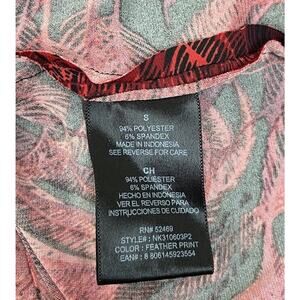 S
94% POLYESTER
6% SPANDEX
MADE IN INDONESIA
SEE REVERSE FOR CARE
CH
94% POLIESTER
6% SPANDEX
HECHO EN INDONESIA
VER EL REVERSO PARA
INSTRUCCIONES DE CUIDADO
RN# 52469
STYLE# : NK310603P2
COLOR : FEATHER PRINT
EAN# : 8 806145923554